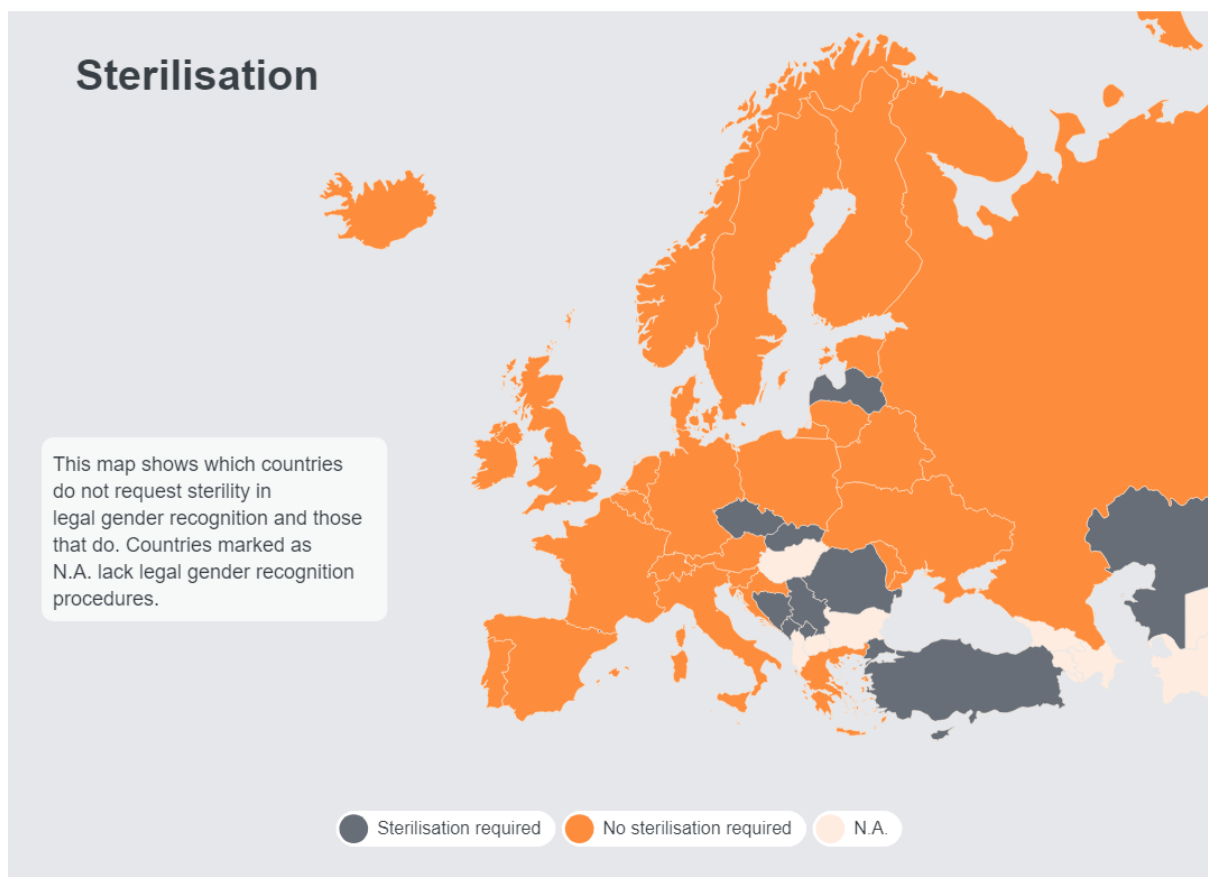 Sterilisation
This map shows which countries
do not request sterility in
legal gender recognition and those
that do. Countries marked as
N.A. lack legal gender recognition
procedures.
Sterilisation required
No sterilisation required
N.A.